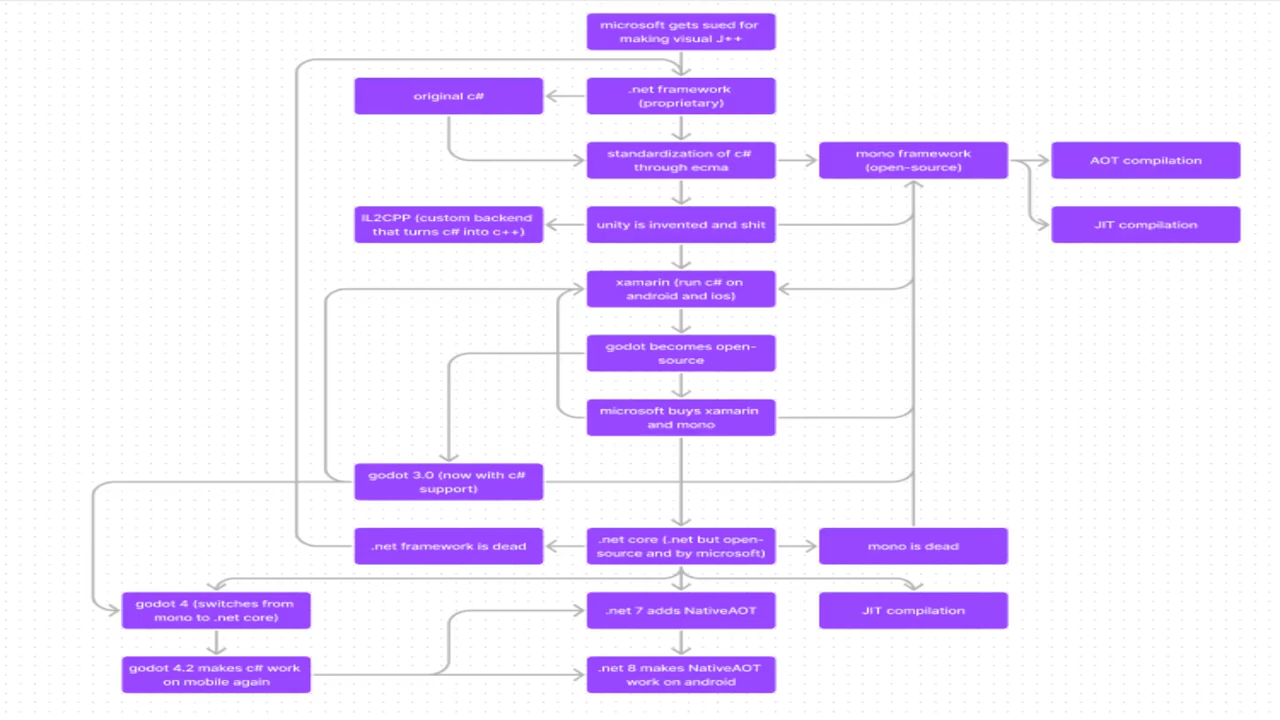 microsoft gets sued for
making visual J++
original c#
.net framework
(proprietary)
standardization of c#
through ecma
mono framework
(open-source)
AOT compilation
IL2CPP (custom backend
that turns c# into c++)
unity is invented and shit
JIT compilation
xamarin (run c# on
android and ios)
godot becomes open-
source
microsoft buys xamarin
and mono
godot 3.0 (now with c#
support)
.net framework is dead
.net core (.net but open-
source and by microsoft)
mono is dead
godot 4 (switches from
mono to .net core)
.net 7 adds NativeAOT
JIT compilation
godot 4.2 makes c# work
on mobile again
.net 8 makes NativeAOT
work on android